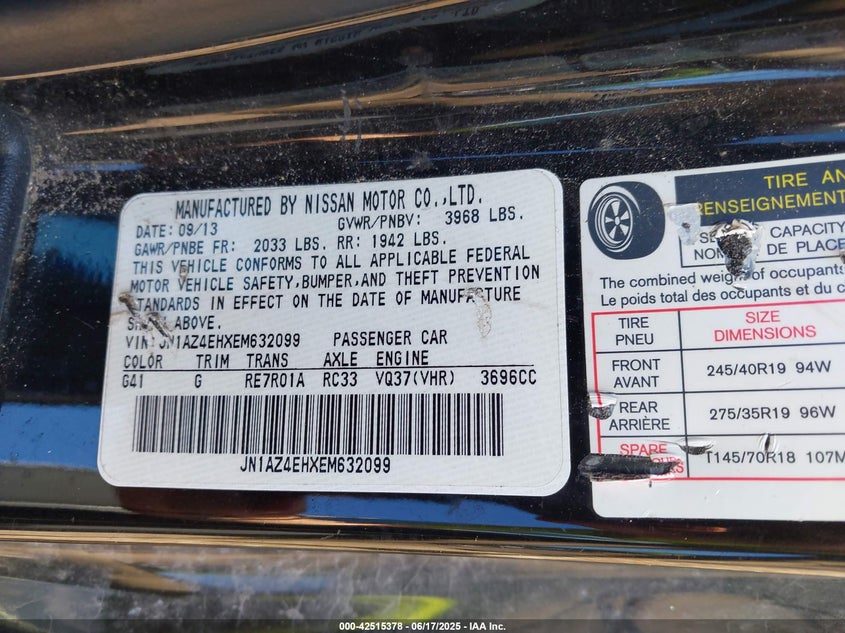 MANUFACTURED BY NISSAN MOTOR CO.,LTD.
DATE: 09/13 GVWR/PNBV: 3968 LBS.
GAWR/PNBE FR: 2033 LBS. RR: 1942 LBS.
THIS VEHICLE CONFORMS TO ALL APPLICABLE FEDERAL
MOTOR VEHICLE SAFETY,BUMPER,AND THEFT PREVENTION
STANDARDS IN EFFECT ON THE DATE OF MANUFACTURE
ABOVE.
VIN: JN1AZ4EHXEM632099 PASSENGER CAR
COLOR TRIM TRANS AXLE ENGINE
G41 G RE7R01A RC33 VQ37(VHR) 3696CC
JN1AZ4EHXEM632099
TIRE AN
RENSEIGNEMENT
CAPACITY
DE PLACE
The combined weight of occupants
Le poids total des occupants et du c
TIRE
PNEU
SIZE
DIMENSIONS
FRONT
AVANT
245/40R19 94W
REAR
ARRIÈRE
275/35R19 96W
SPARE
T145/70R18 107M
000-42515378 - 06/17/2025 - IAA Inc.